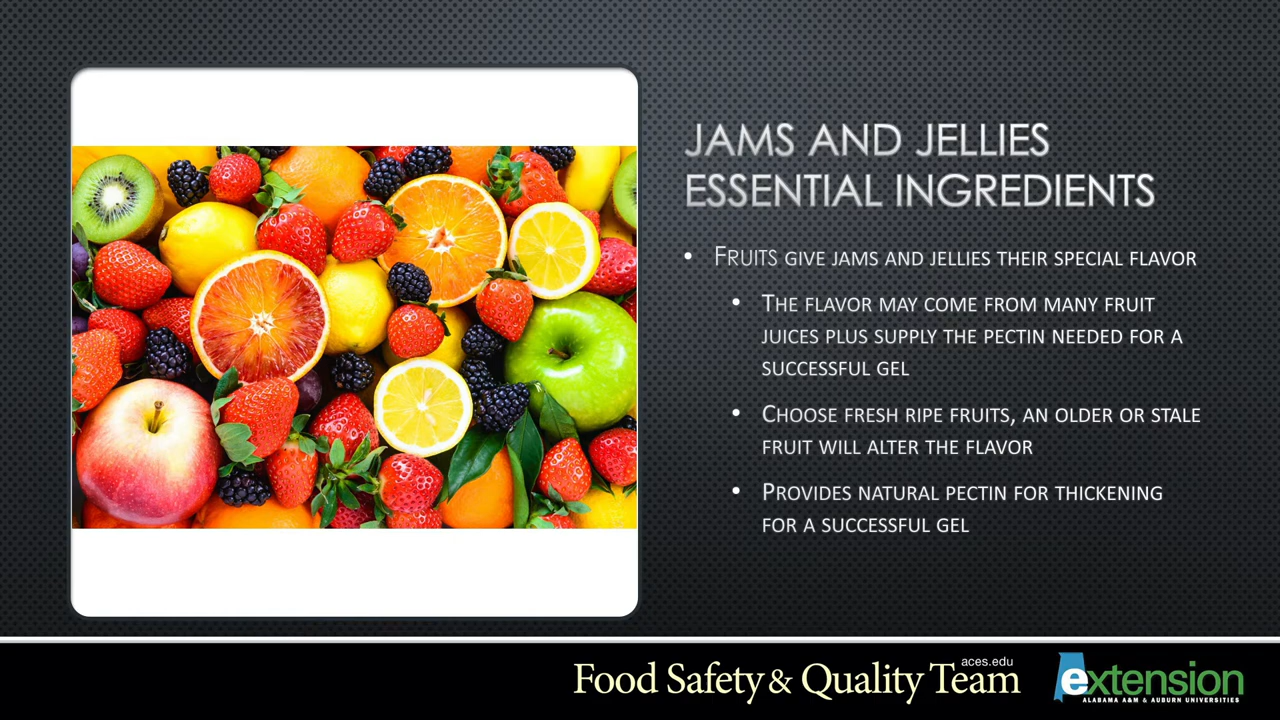 JAMS AND JELLIES
ESSENTIAL INGREDIENTS
• FRUITS GIVE JAMS AND JELLIES THEIR SPECIAL FLAVOR
• THE FLAVOR MAY COME FROM MANY FRUIT
JUICES PLUS SUPPLY THE PECTIN NEEDED FOR A
SUCCESSFUL GEL
• CHOOSE FRESH RIPE FRUITS, AN OLDER OR STALE
FRUIT WILL ALTER THE FLAVOR
• PROVIDES NATURAL PECTIN FOR THICKENING
FOR A SUCCESSFUL GEL
aces.edu
Food Safety & Quality Team
extension
ALABAMA A&M & AUBURN UNIVERSITIES